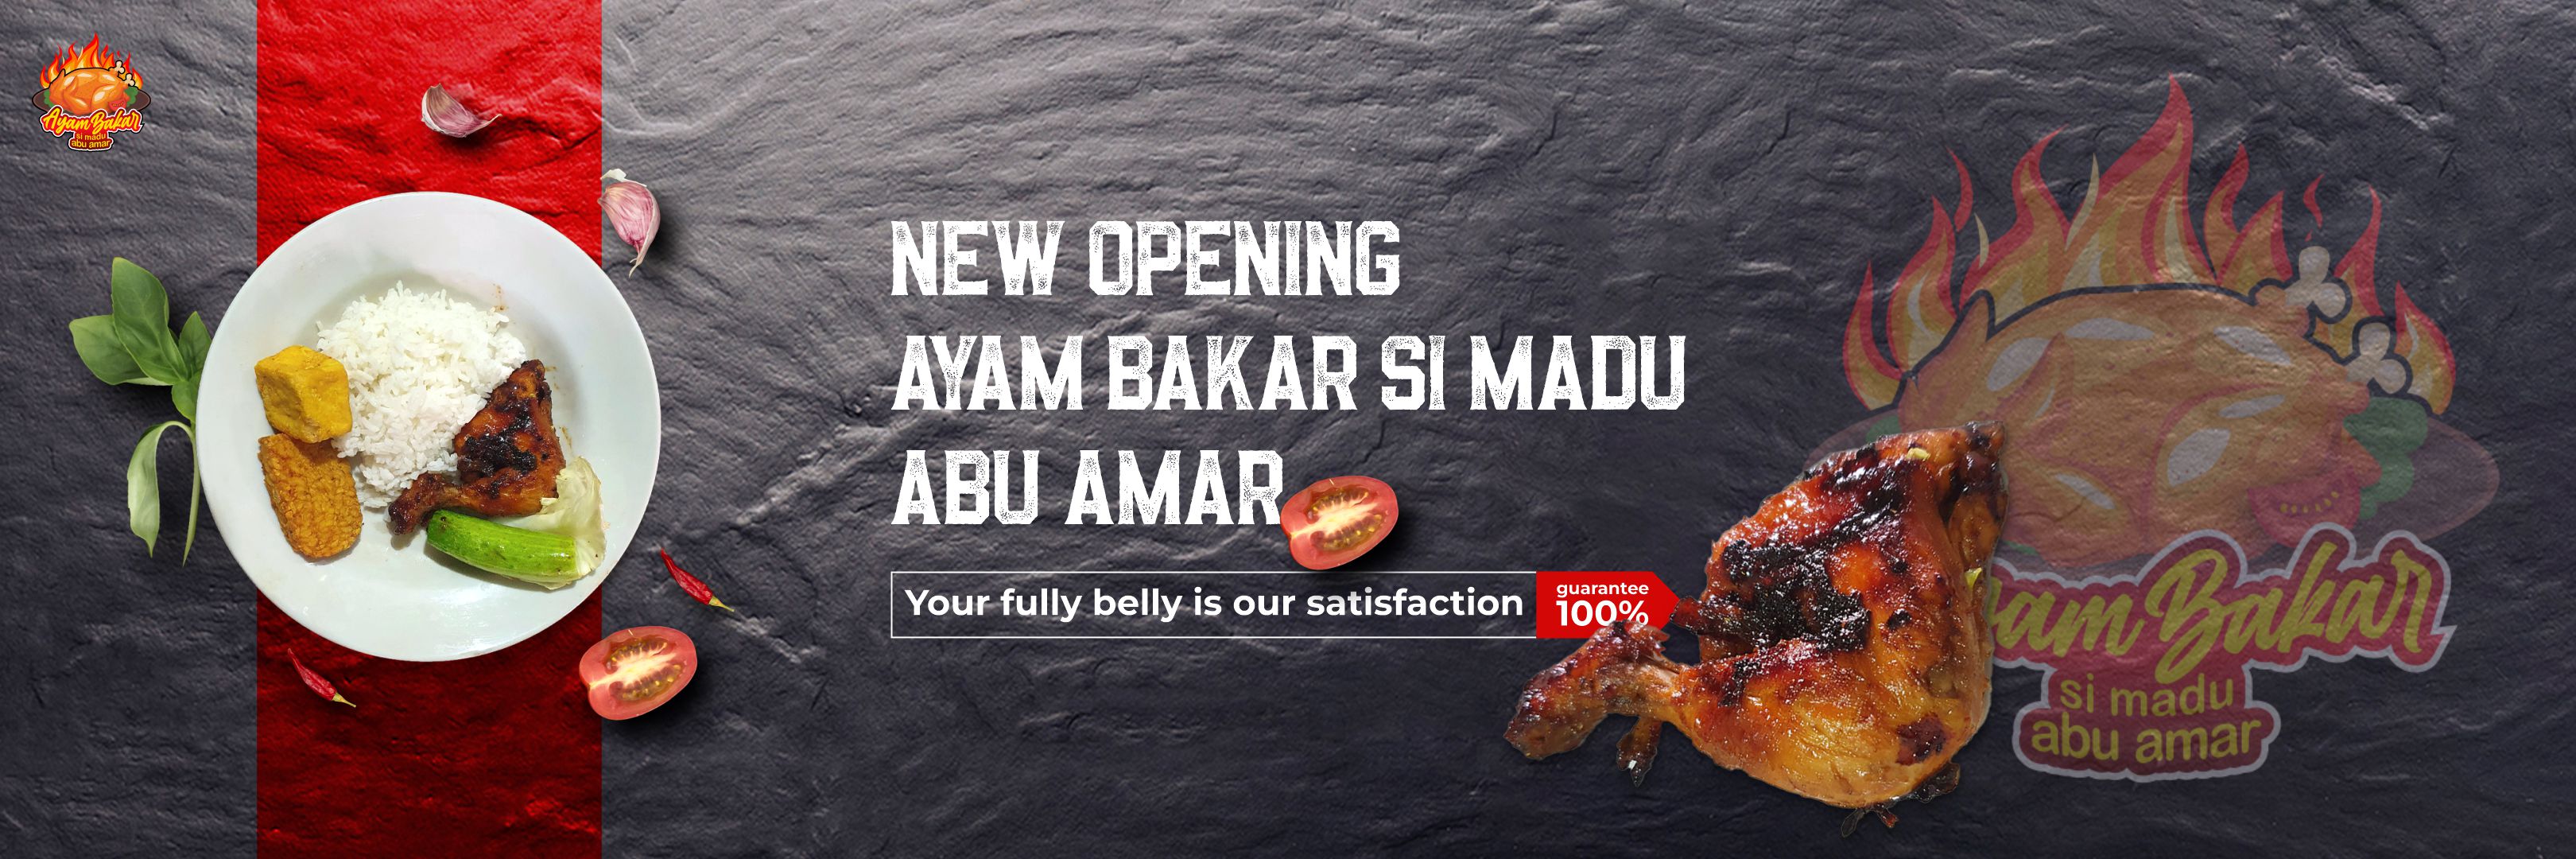 Ayam Bakar
si madu
abu amar
NEW OPENING
AYAM BAKAR SI MADU
ABU AMAR
Your fully belly is our satisfaction
guarantee
100%
yam Bakar
si madu
abu amar